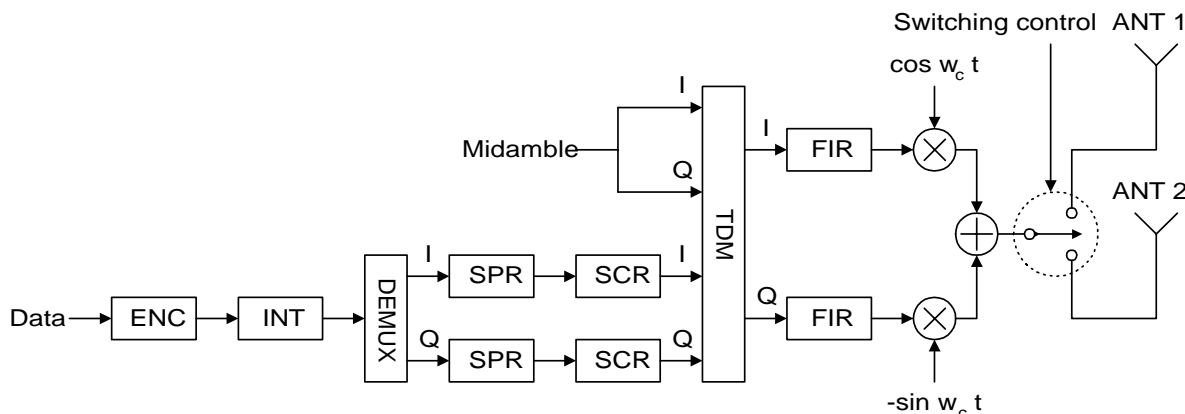 Switching control ANT 1
cos w_c t
I
I
Midamble
FIR
Q
ANT 2
TDM
I
I
SPR
SCR
Q
Data
ENC
INT
DEMUX
FIR
Q
Q
SPR
SCR
-sin w_c t